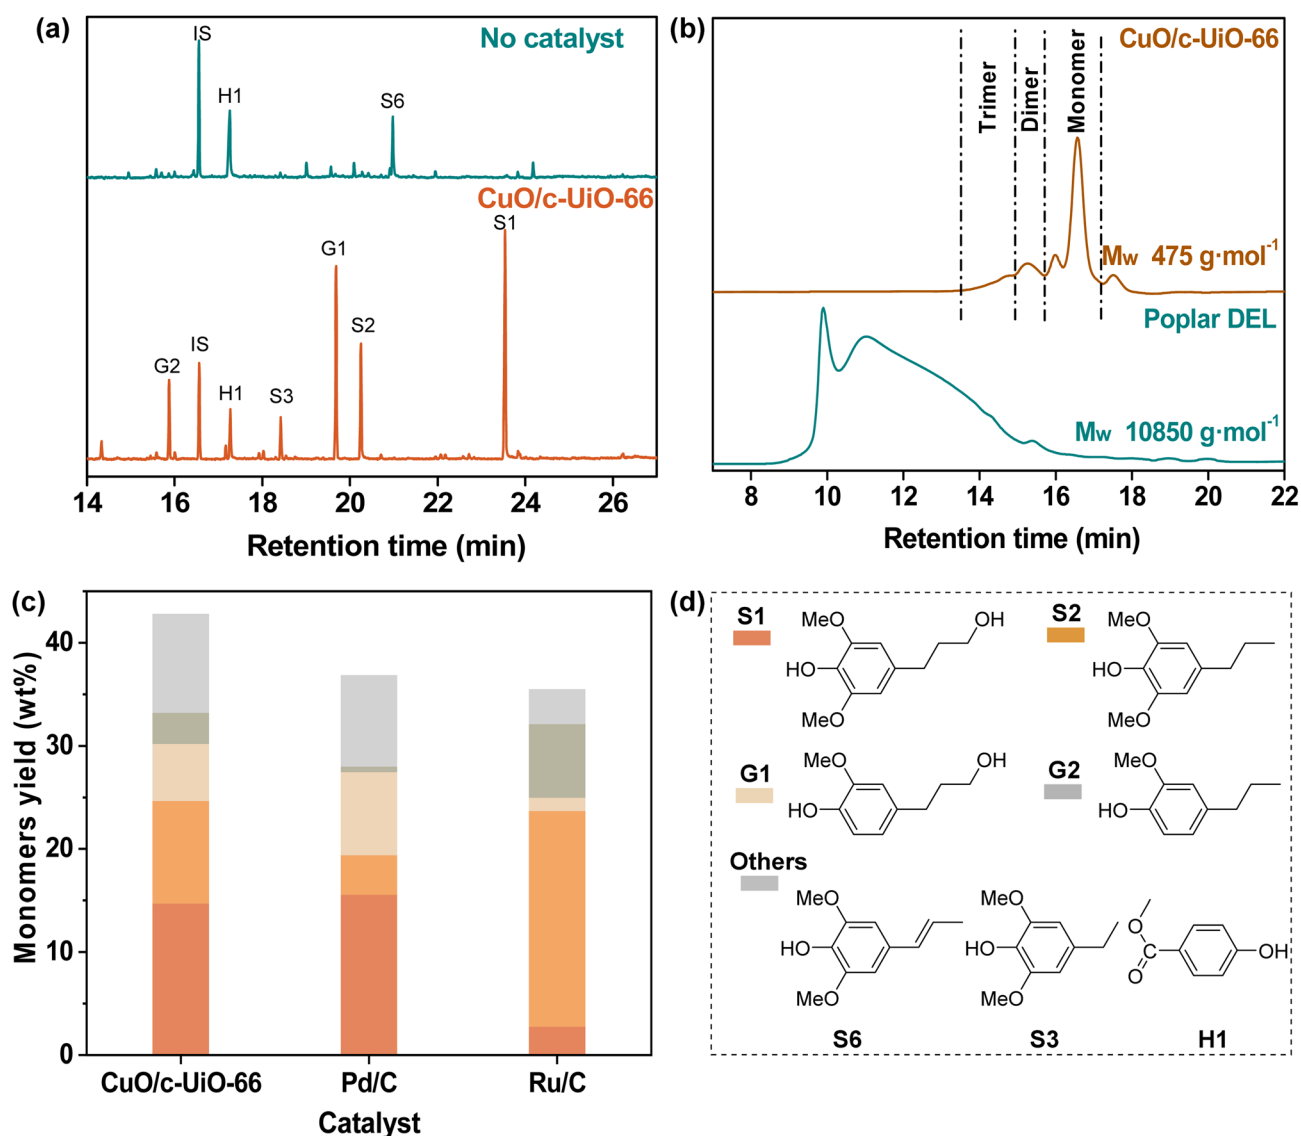 (a)
No catalyst
IS
H1
S6
CuO/c-UiO-66
G2
IS
H1
S3
G1
S2
S1
14 16 18 20 22 24 26
Retention time (min)
(b)
CuO/c-UiO-66
Trimer
Dimer
Monomer
Mw 475 g·mol-1
Poplar DEL
Mw 10850 g·mol-1
8 10 12 14 16 18 20 22
Retention time (min)
(c)
Monomers yield (wt%)
40
30
20
10
0
CuO/c-UiO-66 Pd/C Ru/C
Catalyst
(d)
S1
MeO
OH
HO
MeO
S2
MeO
HO
MeO
G1
MeO
OH
HO
G2
MeO
HO
Others
MeO
HO
MeO
S6
MeO
HO
MeO
S3
O
C
O
OH
H1